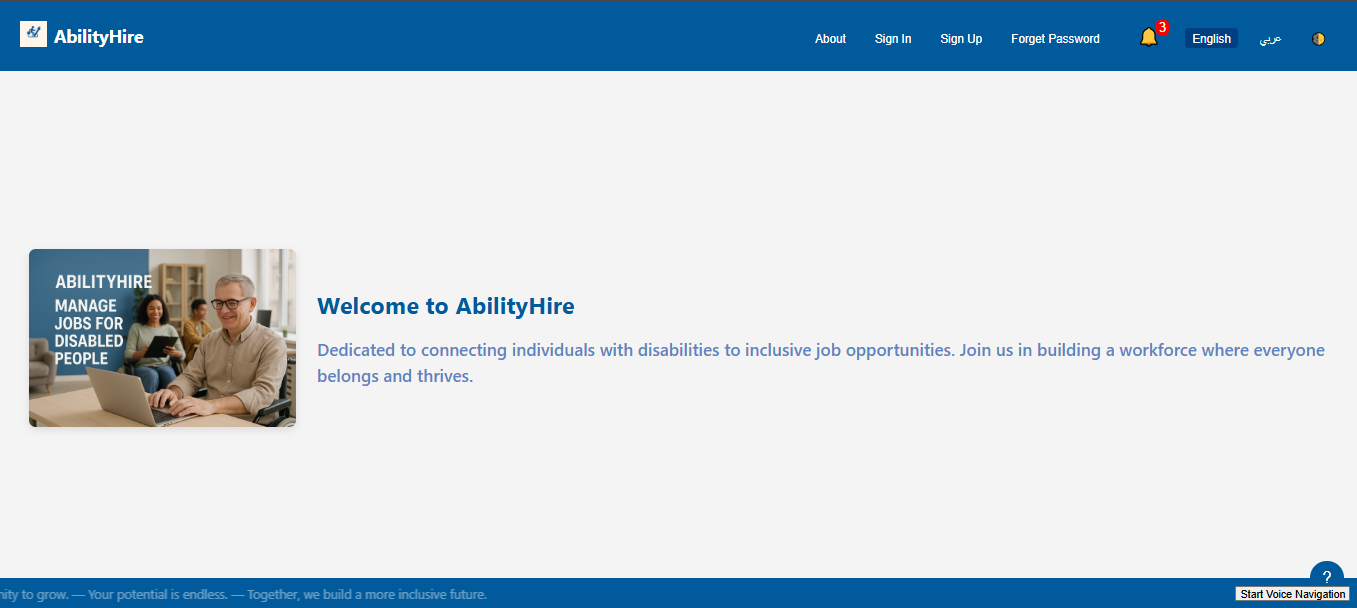 AbilityHire
About
Sign In
Sign Up
Forget Password
3
English
عربي
ABILITYHIRE
MANAGE
JOBS FOR
DISABLED
PEOPLE
Welcome to AbilityHire
Dedicated to connecting individuals with disabilities to inclusive job opportunities. Join us in building a workforce where everyone
belongs and thrives.
?
to grow. — Your potential is endless. — Together, we build a more inclusive future.
Start Voice Navigation